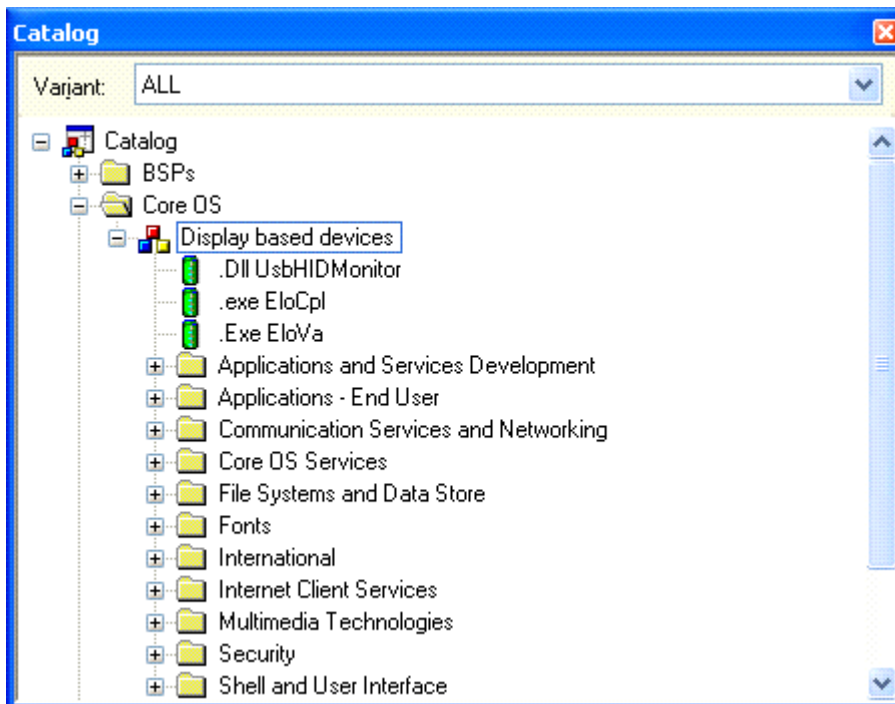 Catalog
Variant: ALL
Catalog
BSPs
Core OS
Display based devices
.Dll UsbHIDMonitor
.exe EloCpl
.Exe EloVa
Applications and Services Development
Applications - End User
Communication Services and Networking
Core OS Services
File Systems and Data Store
Fonts
International
Internet Client Services
Multimedia Technologies
Security
Shell and User Interface